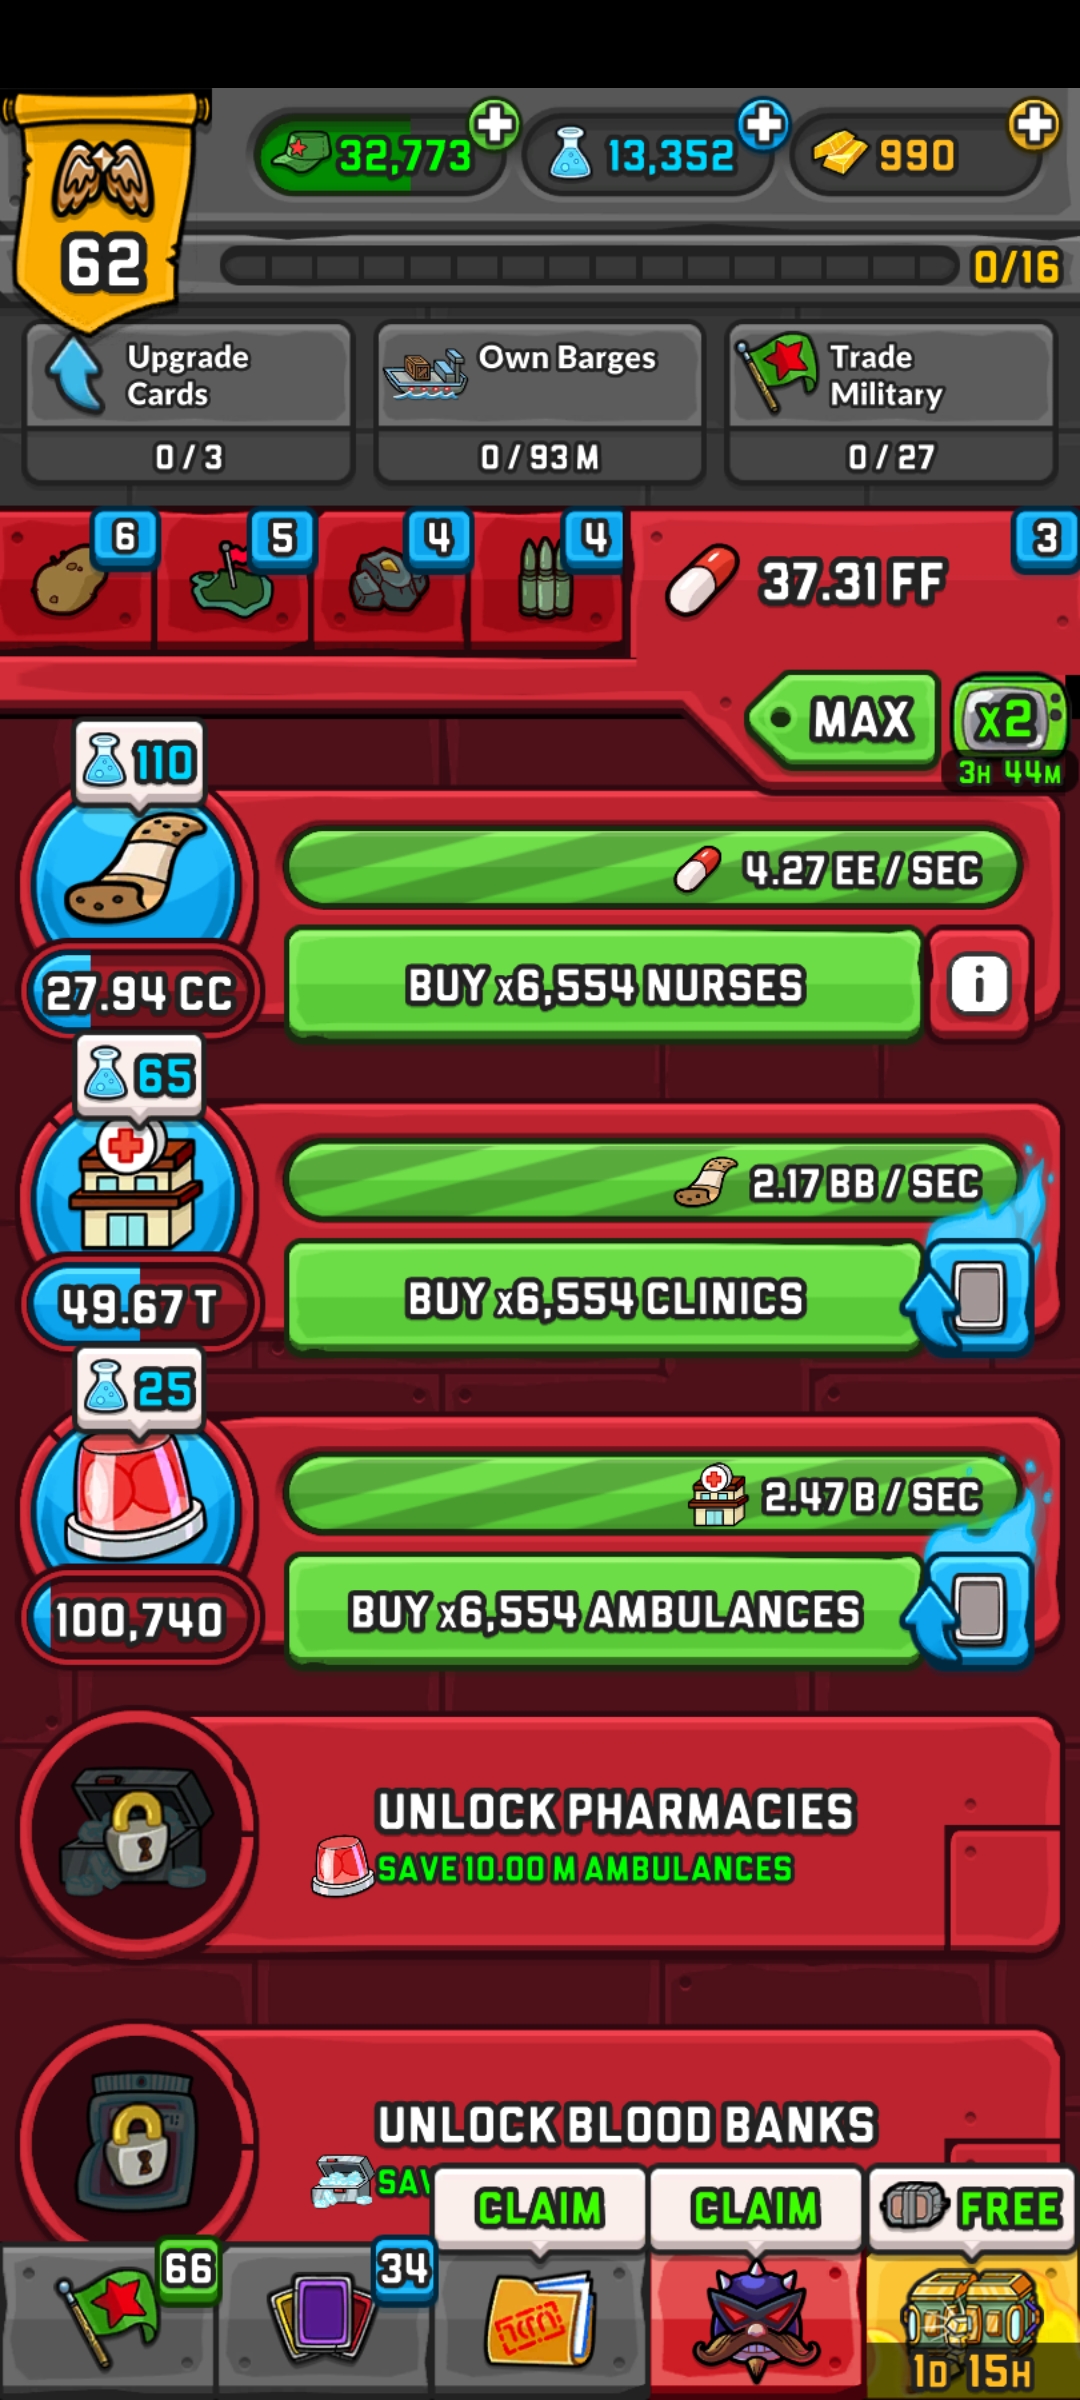 62
32,773
13,352
990
0/16
Upgrade
Cards
0 / 3
Own Barges
0 / 93 M
Trade
Military
0 / 27
6
5
4
4
3
37.31 FF
MAX
x2
3H 44M
110
4.27 EE / SEC
27.94 CC
BUY x6,554 NURSES
i
65
2.17 BB / SEC
49.67 T
BUY x6,554 CLINICS
25
2.47 B / SEC
100,740
BUY x6,554 AMBULANCES
UNLOCK PHARMACIES
SAVE 10.00 M AMBULANCES
UNLOCK BLOOD BANKS
CLAIM
CLAIM
FREE
66
34
1D 15H